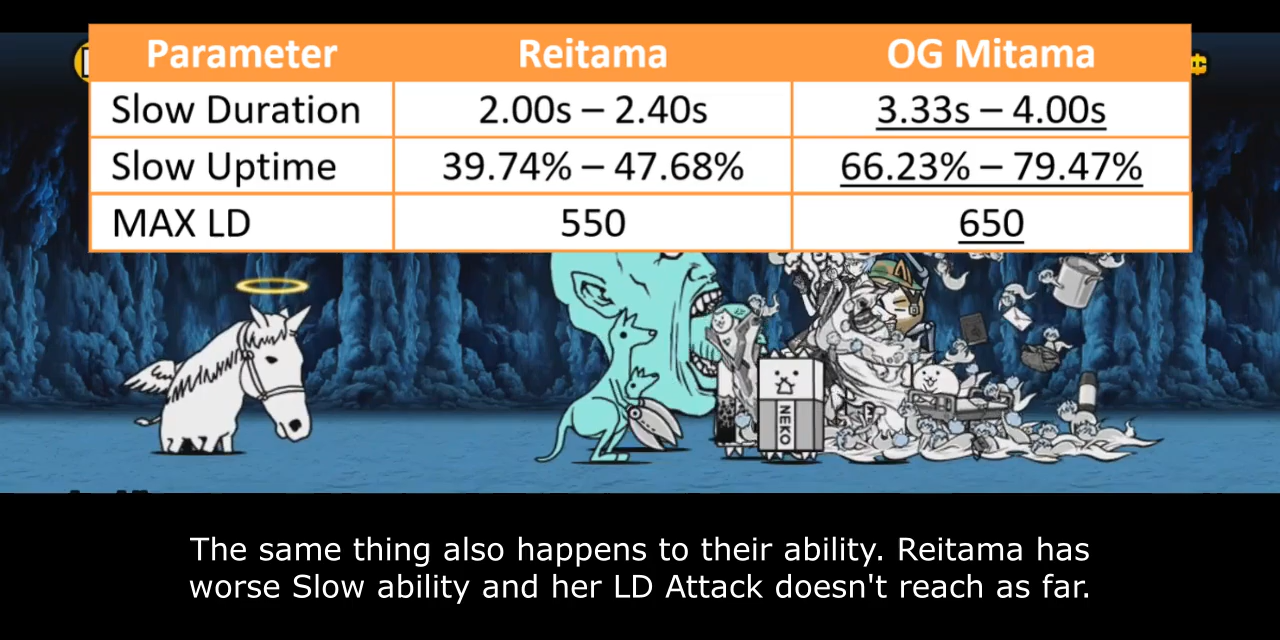 Parameter Reitama OG Mitama
Slow Duration 2.00s – 2.40s 3.33s – 4.00s
Slow Uptime 39.74% – 47.68% 66.23% – 79.47%
MAX LD 550 650
NEKO
The same thing also happens to their ability. Reitama has
worse Slow ability and her LD Attack doesn't reach as far.